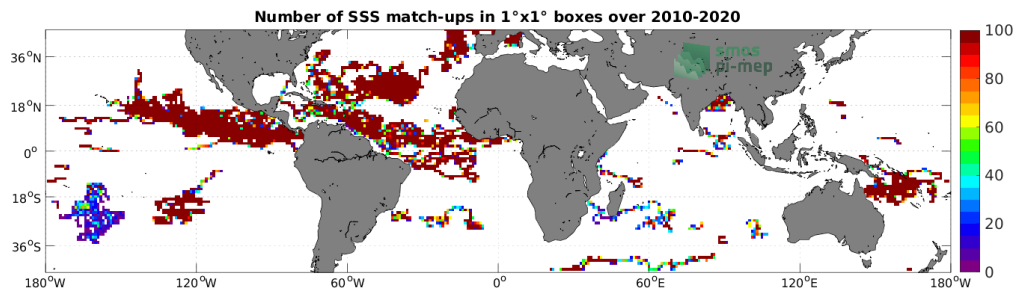 Number of SSS match-ups in 1°x1° boxes over 2010-2020
smos
pi-mep
36°N
18°N
0°
18°S
36°S
180°W
120°W
60°W
0°
60°E
120°E
180°W
100
80
60
40
20
0